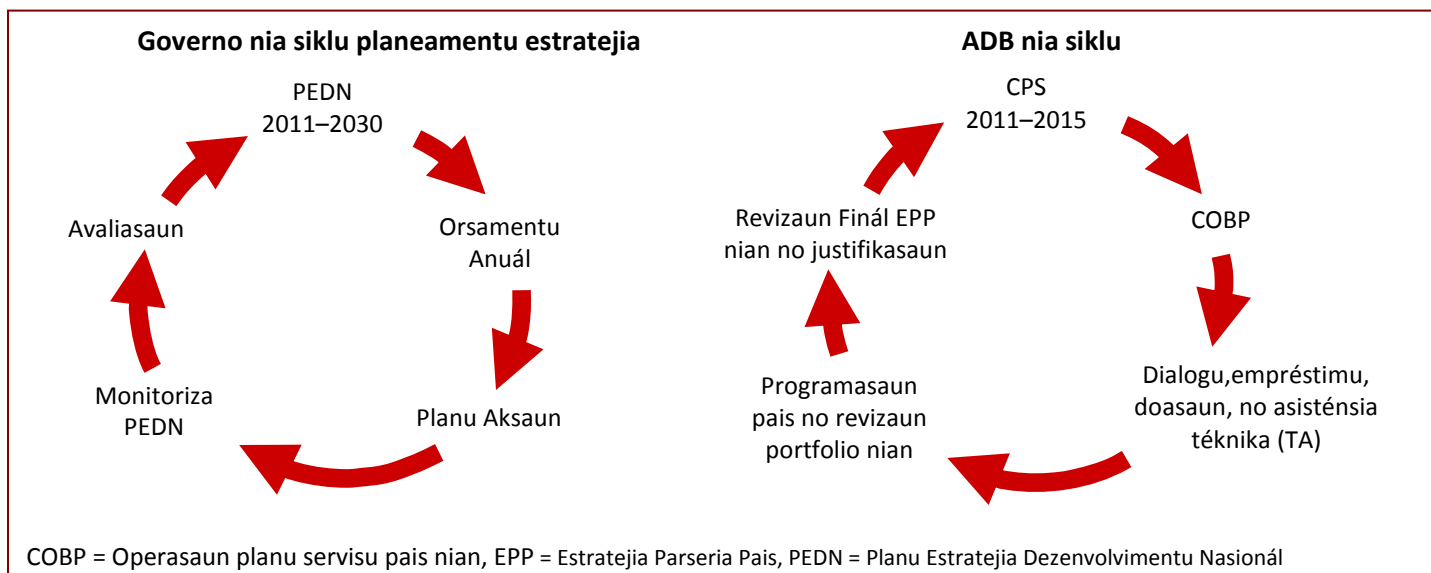 Governo nia siklu planeamentu estratejia
PEDN
2011–2030
Orsamentu
Anuál
Planu Aksaun
Monitoriza
PEDN
Avaliasaun
ADB nia siklu
CPS
2011–2015
COBP
Dialogu,empréstimu,
doasaun, no asisténsia
téknika (TA)
Programasaun
pais no revizaun
portfolio nian
Revizaun Finál EPP
nian no justifikasaun
COBP = Operasaun planu servisu pais nian, EPP = Estratejia Parseria Pais, PEDN = Planu Estratejia Dezenvolvimentu Nasionál